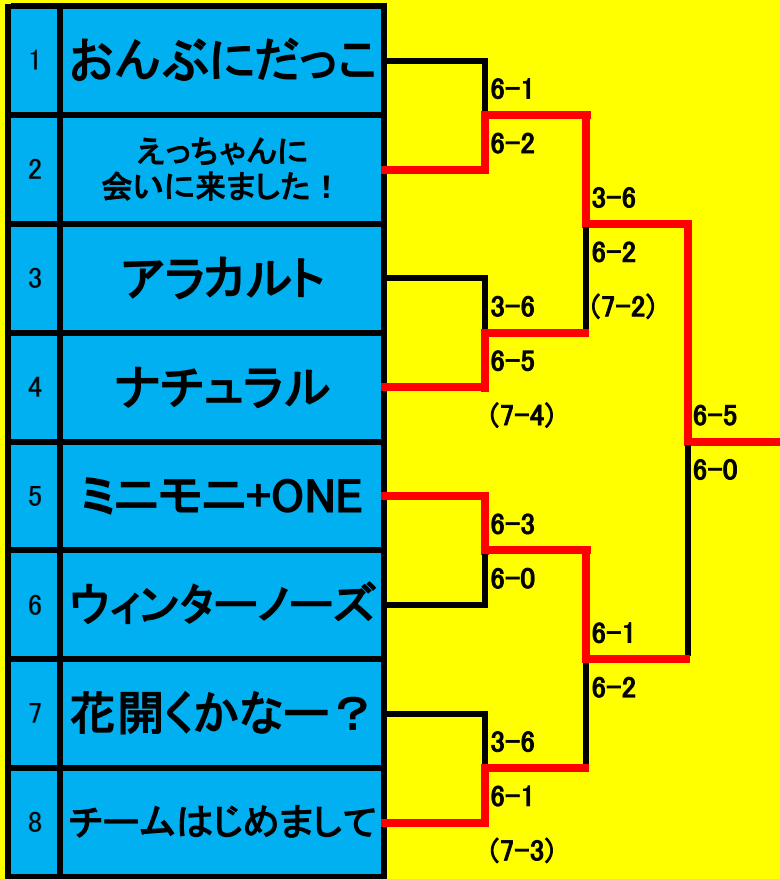 1 おんぶにだっこ
2 えっちゃんに
会いに来ました！
3 アラカルト
4 ナチュラル
5 ミニモニ+ONE
6 ウィンターノーズ
7 花開くかなー？
8 チームはじめまして
6-1
6-2
3-6
6-5
(7-4)
6-3
6-0
3-6
6-1
(7-3)
3-6
6-2
(7-2)
6-1
6-2
6-5
6-0